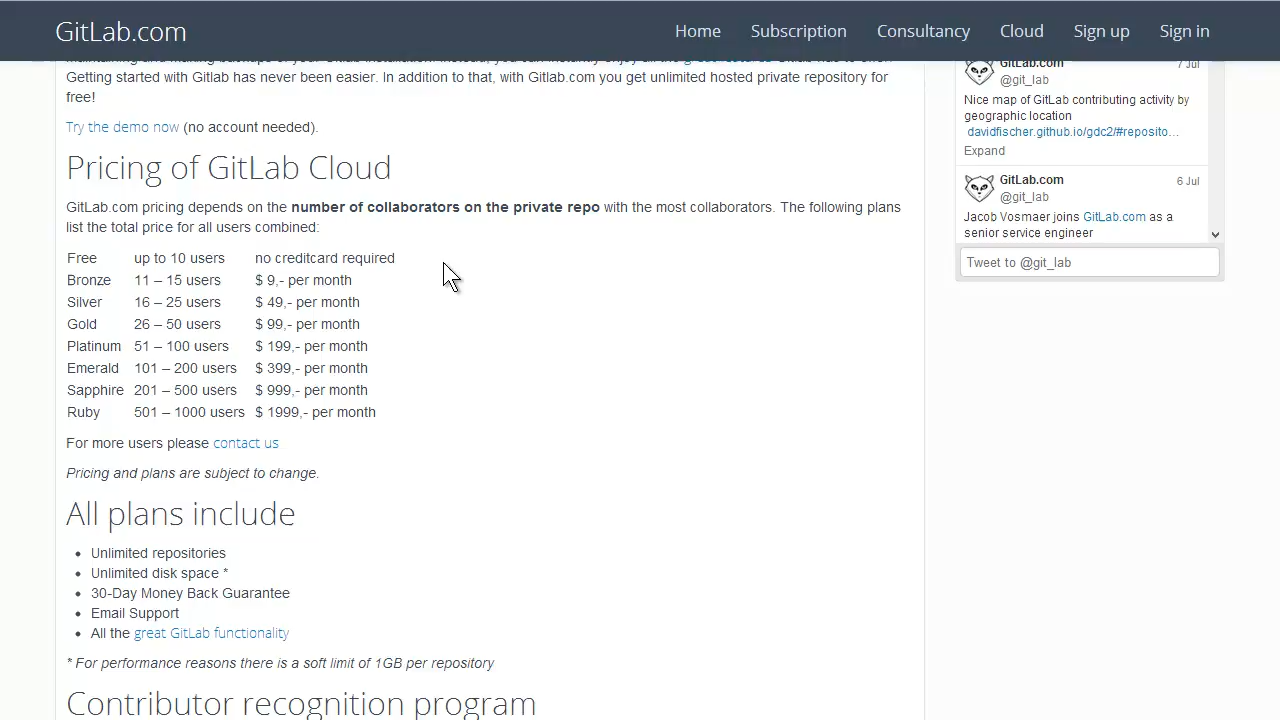 GitLab.com
Home Subscription Consultancy Cloud Sign up Sign in
Getting started with Gitlab has never been easier. In addition to that, with Gitlab.com you get unlimited hosted private repository for
free!
Try the demo now (no account needed).
Pricing of GitLab Cloud
GitLab.com pricing depends on the number of collaborators on the private repo with the most collaborators. The following plans
list the total price for all users combined:
Free up to 10 users no creditcard required
Bronze 11 – 15 users $ 9,- per month
Silver 16 – 25 users $ 49,- per month
Gold 26 – 50 users $ 99,- per month
Platinum 51 – 100 users $ 199,- per month
Emerald 101 – 200 users $ 399,- per month
Sapphire 201 – 500 users $ 999,- per month
Ruby 501 – 1000 users $ 1999,- per month
For more users please contact us
Pricing and plans are subject to change.
All plans include
• Unlimited repositories
• Unlimited disk space *
• 30-Day Money Back Guarantee
• Email Support
• All the great GitLab functionality
* For performance reasons there is a soft limit of 1GB per repository
Contributor recognition program
GitLab.com 7 Jul
@git_lab
Nice map of GitLab contributing activity by
geographic location
davidfischer.github.io/gdc2/#reposito…
Expand
GitLab.com 6 Jul
@git_lab
Jacob Vosmaer joins GitLab.com as a
senior service engineer
Tweet to @git_lab